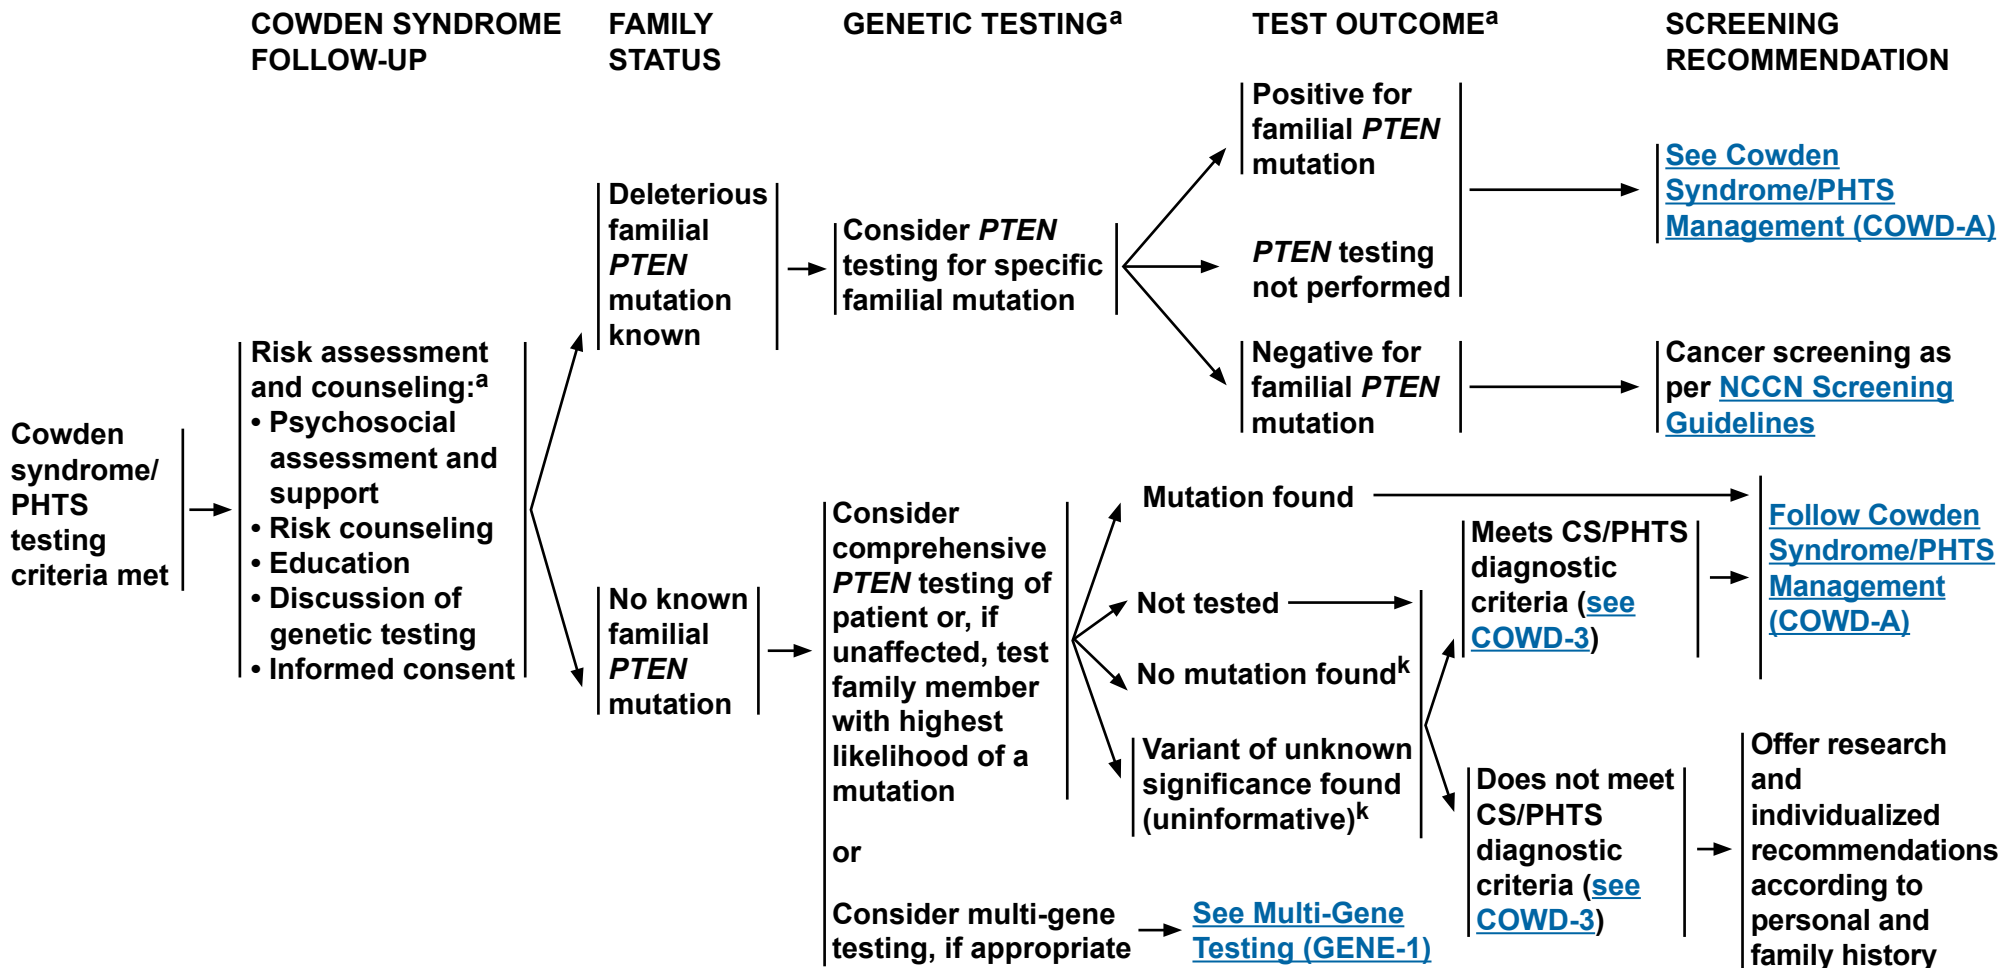 COWDEN SYNDROME
FOLLOW-UP
FAMILY
STATUS
GENETIC TESTINGa
TEST OUTCOMEa
SCREENING
RECOMMENDATION
Cowden
syndrome/
PHTS
testing
criteria met
Risk assessment
and counseling:a
• Psychosocial
assessment and
support
• Risk counseling
• Education
• Discussion of
genetic testing
• Informed consent
Deleterious
familial
PTEN
mutation
known
Consider PTEN
testing for specific
familial mutation
Positive for
familial PTEN
mutation
PTEN testing
not performed
See Cowden
Syndrome/PHTS
Management (COWD-A)
Negative for
familial PTEN
mutation
Cancer screening as
per NCCN Screening
Guidelines
No known
familial
PTEN
mutation
Consider
comprehensive
PTEN testing of
patient or, if
unaffected, test
family member
with highest
likelihood of a
mutation
or
Consider multi-gene
testing, if appropriate
See Multi-Gene
Testing (GENE-1)
Mutation found
Not tested
No mutation foundk
Variant of unknown
significance found
(uninformative)k
Meets CS/PHTS
diagnostic
criteria (see
COWD-3)
Follow Cowden
Syndrome/PHTS
Management
(COWD-A)
Does not meet
CS/PHTS
diagnostic
criteria (see
COWD-3)
Offer research
and
individualized
recommendations
according to
personal and
family history